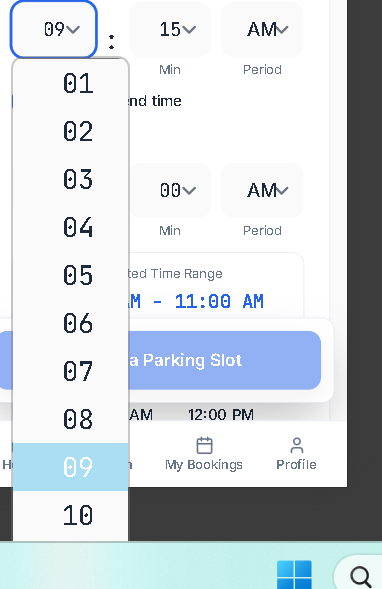 09 : 15 AM
Min Period
01
end time
02
03
04 00 AM
Min Period
05
ted Time Range
06 AM - 11:00 AM
07 a Parking Slot
08 AM 12:00 PM
09
My Bookings Profile
10